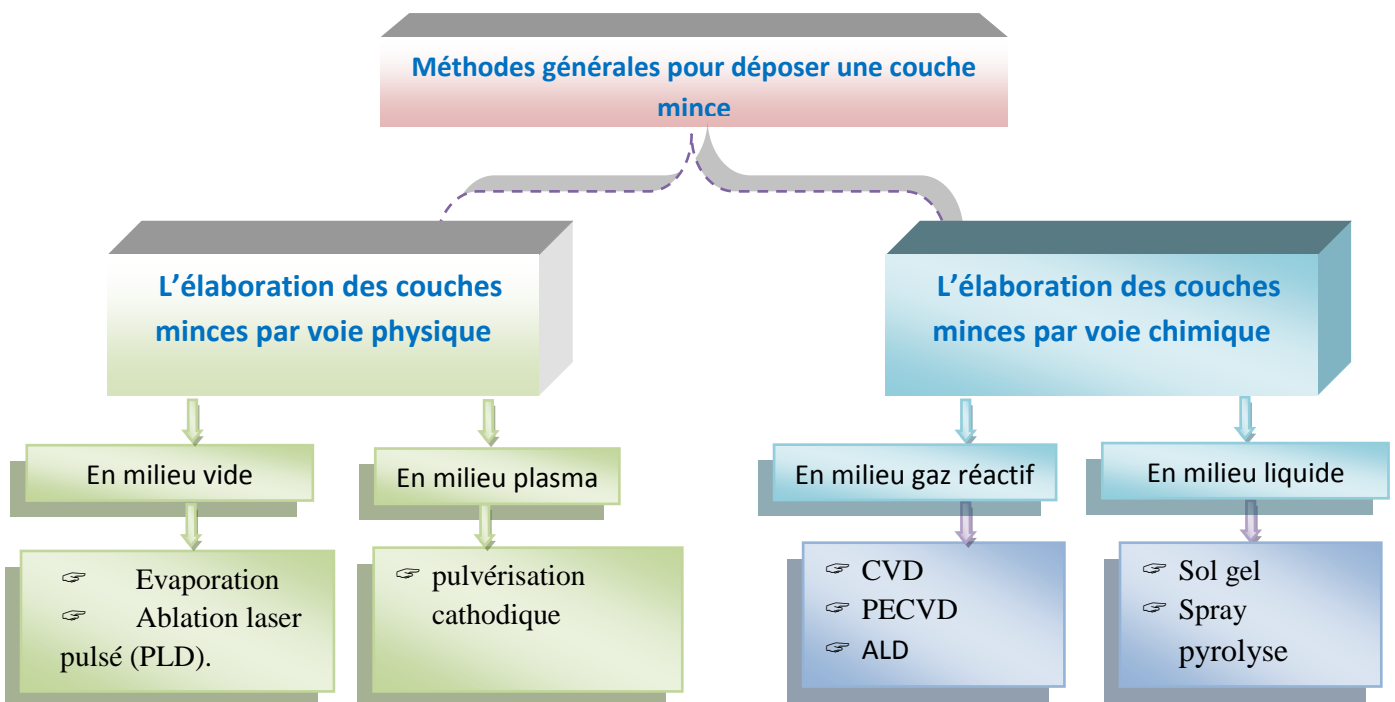 Méthodes générales pour déposer une couche
mince
L’élaboration des couches
minces par voie physique
L’élaboration des couches
minces par voie chimique
En milieu vide
En milieu plasma
En milieu gaz réactif
En milieu liquide
☞ Evaporation
☞ Ablation laser
pulsé (PLD).
☞ pulvérisation
cathodique
☞ CVD
☞ PECVD
☞ ALD
☞ Sol gel
☞ Spray
pyrolyse